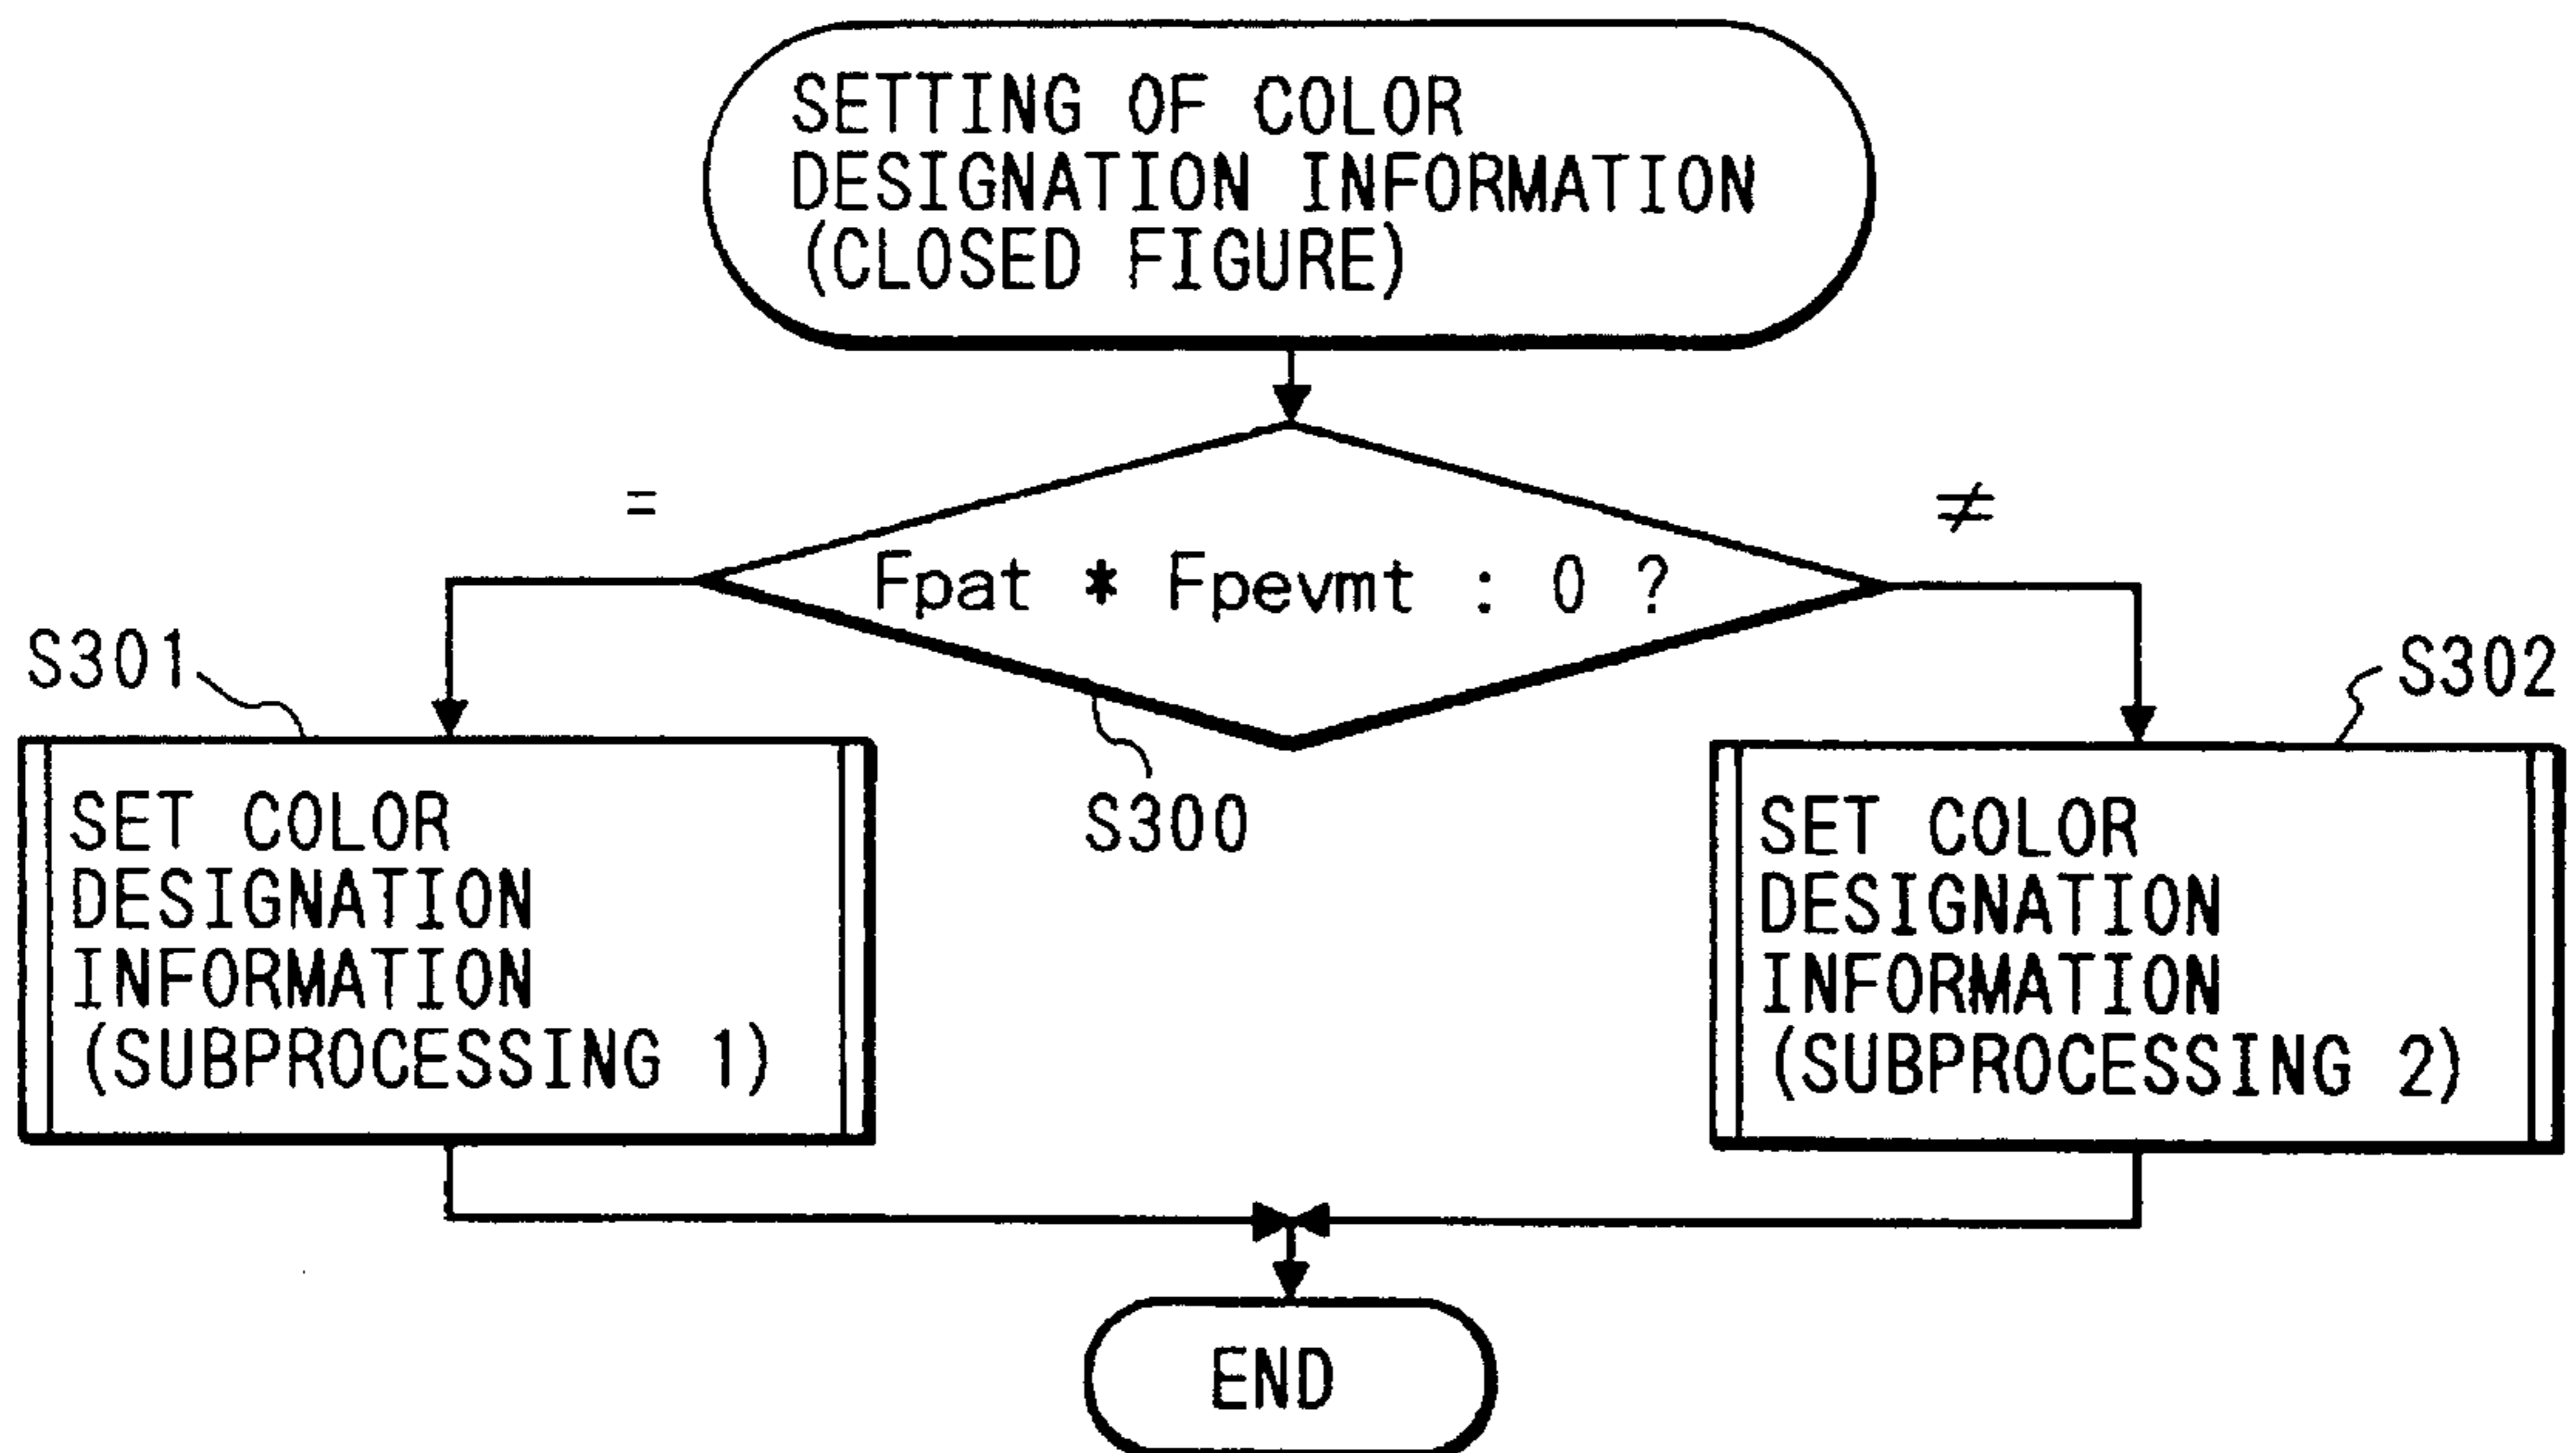 SETTING OF COLOR
DESIGNATION INFORMATION
(CLOSED FIGURE)
=
≠
Fpat * Fpevmt : 0 ?
S301
S302
S300
SET COLOR
DESIGNATION
INFORMATION
(SUBPROCESSING 1)
SET COLOR
DESIGNATION
INFORMATION
(SUBPROCESSING 2)
END